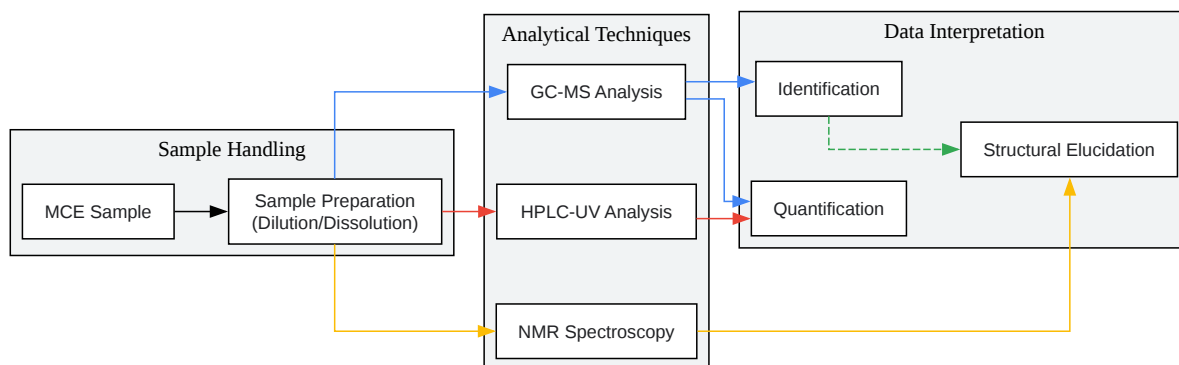 Sample Handling
MCE Sample
Sample Preparation
(Dilution/Dissolution)
Analytical Techniques
GC-MS Analysis
HPLC-UV Analysis
NMR Spectroscopy
Data Interpretation
Identification
Structural Elucidation
Quantification